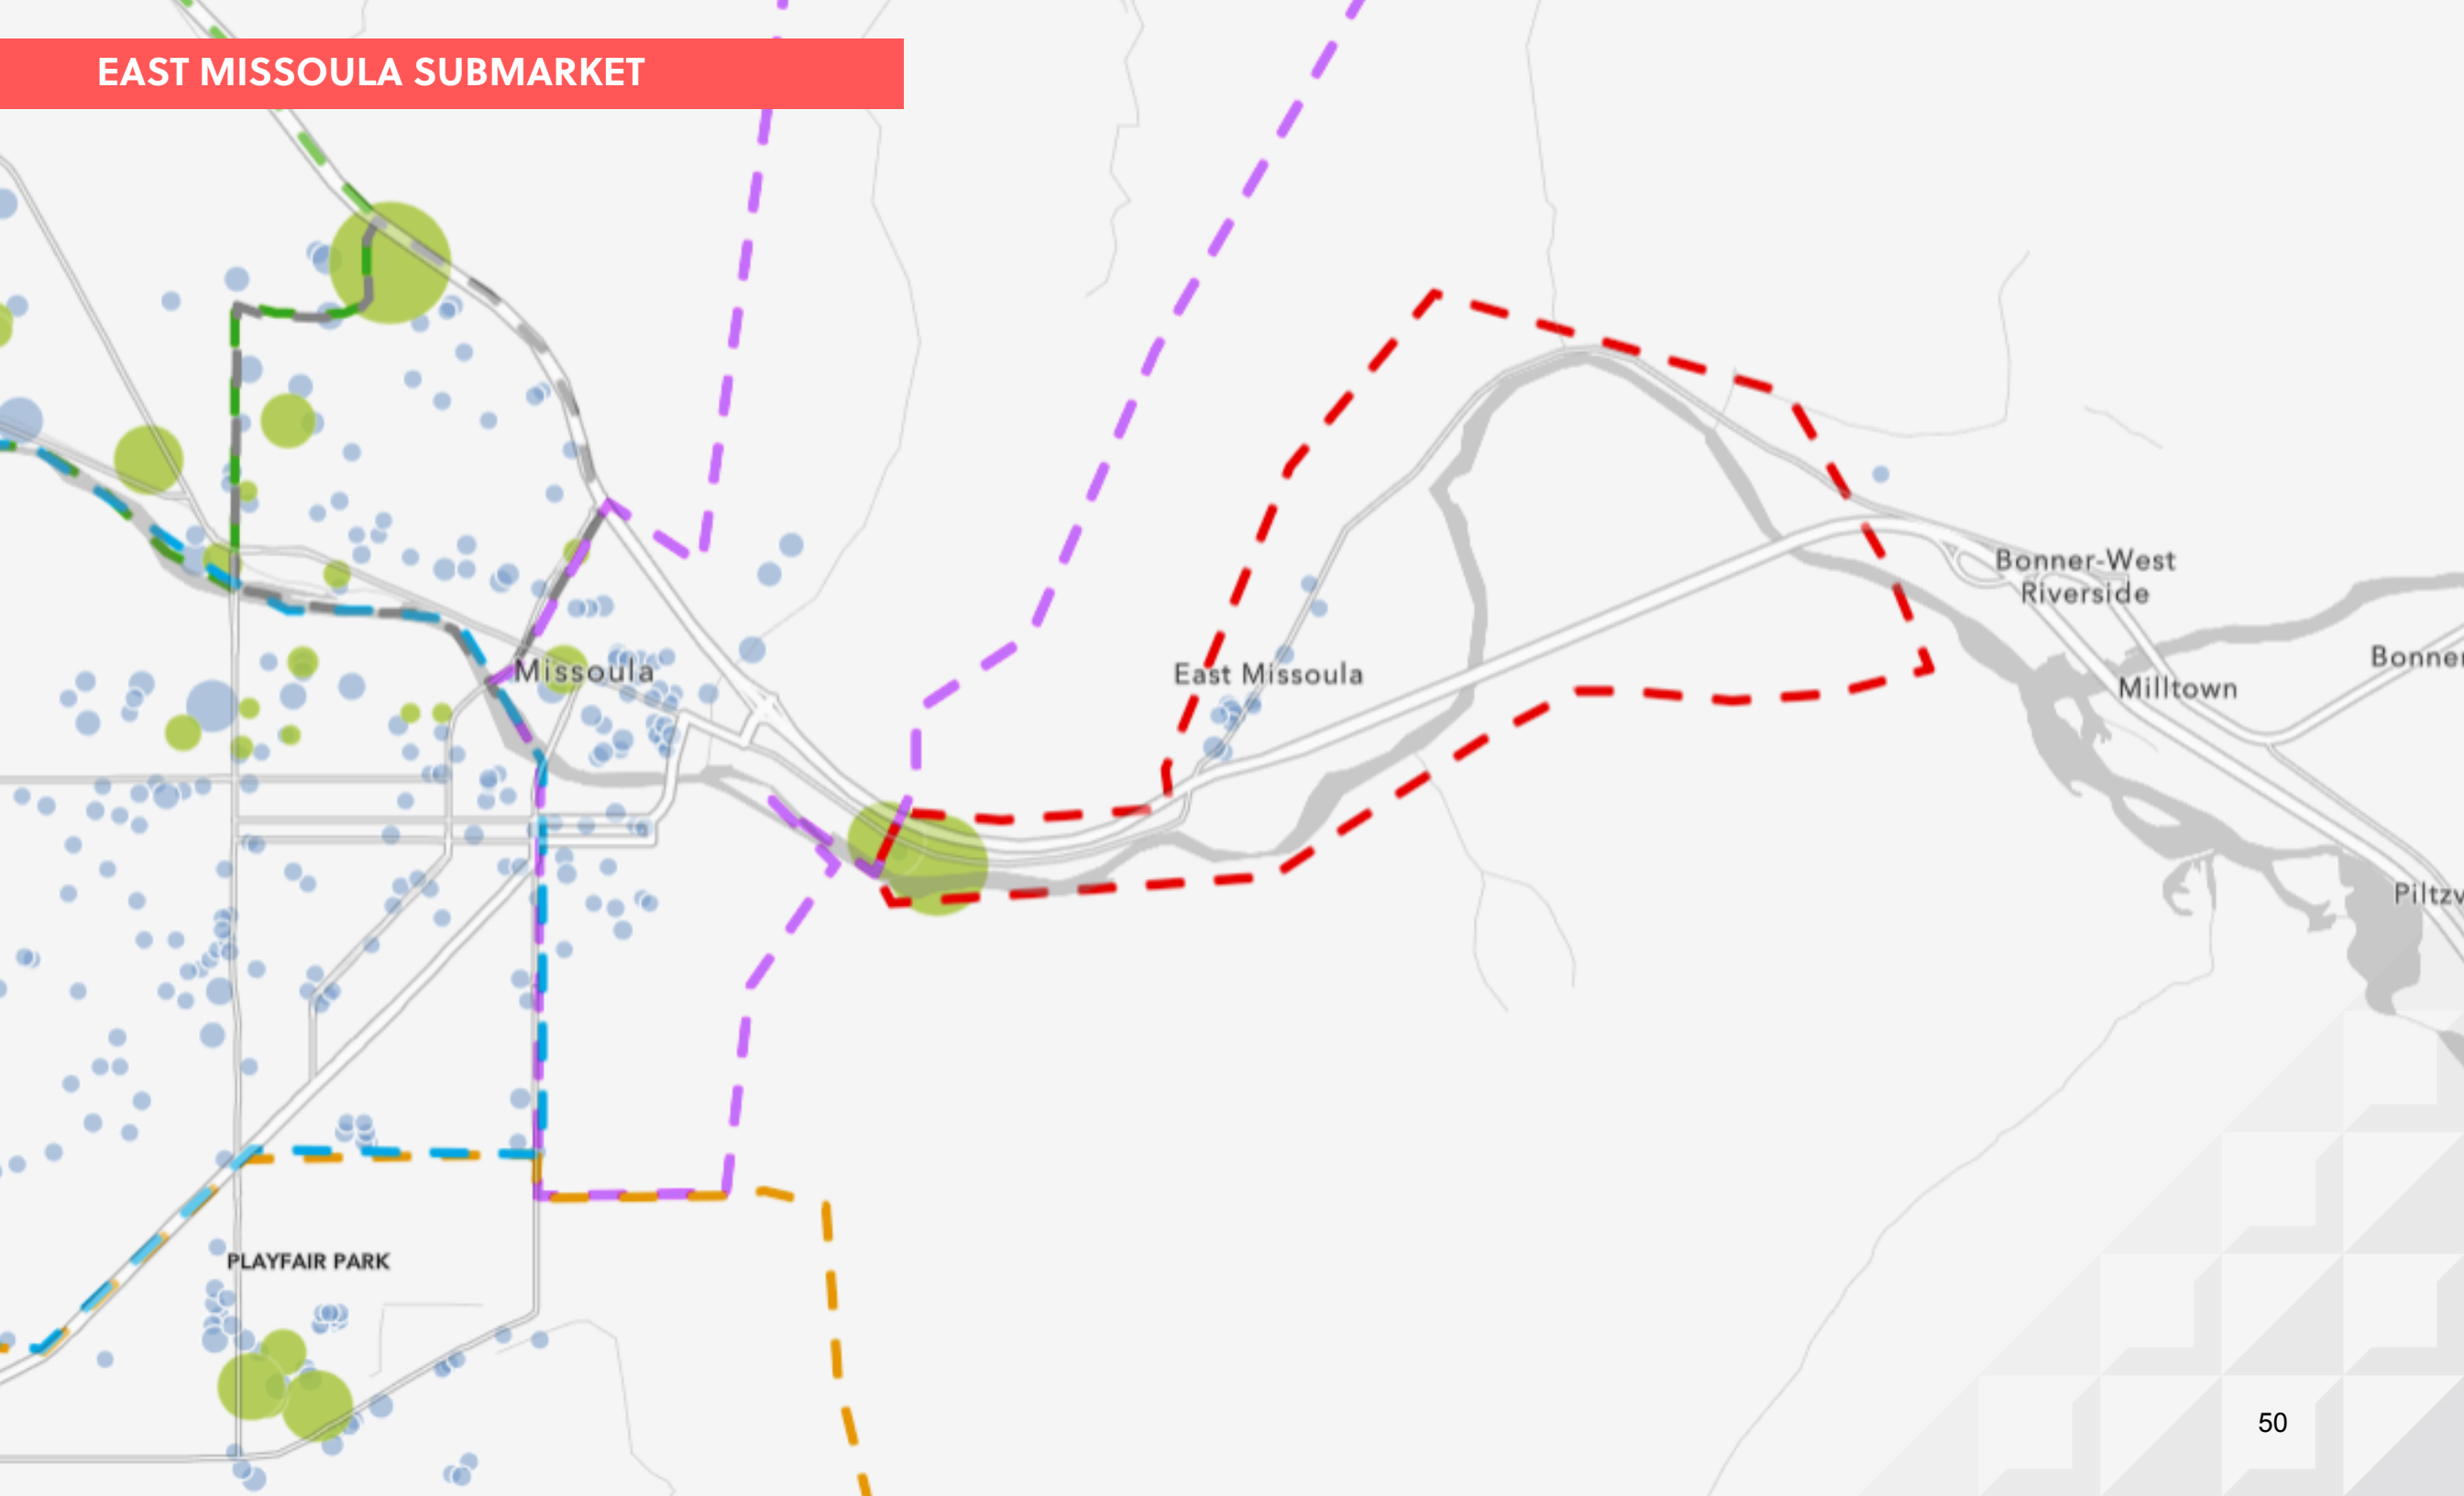 EAST MISSOULA SUBMARKET
Bonner-West
Riverside
Bonner
Missoula
East Missoula
Milltown
Piltzv
PLAYFAIR PARK
50